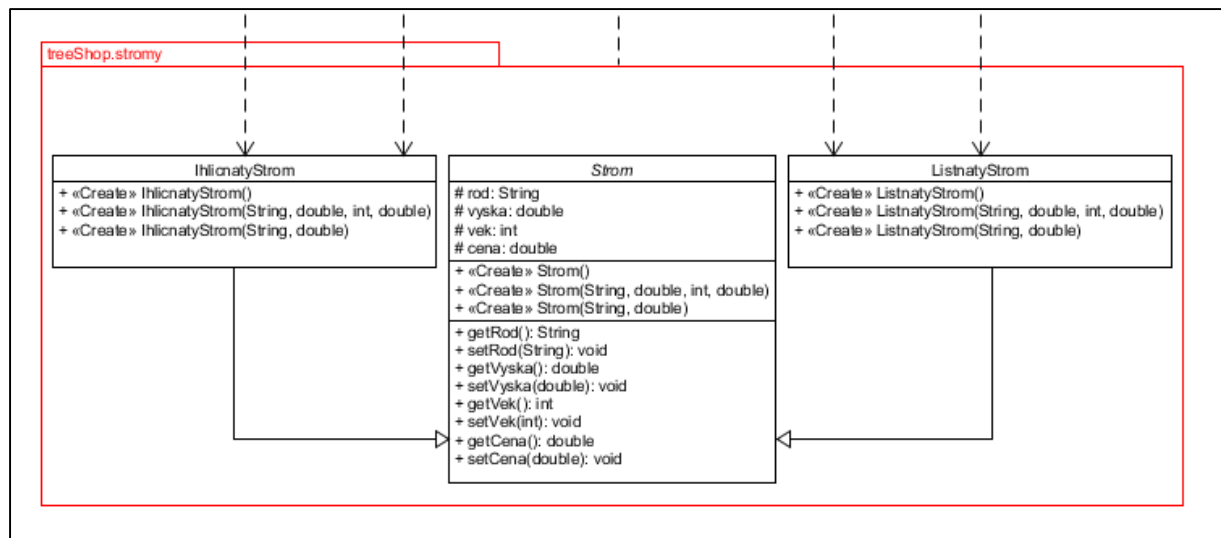 treeShop.stromy
IhlicnatyStrom
+ «Create» IhlicnatyStrom()
+ «Create» IhlicnatyStrom(String, double, int, double)
+ «Create» IhlicnatyStrom(String, double)
Strom
# rod: String
# vyska: double
# vek: int
# cena: double
+ «Create» Strom()
+ «Create» Strom(String, double, int, double)
+ «Create» Strom(String, double)
+ getRod(): String
+ setRod(String): void
+ getVyska(): double
+ setVyska(double): void
+ getVek(): int
+ setVek(int): void
+ getCena(): double
+ setCena(double): void
ListnatyStrom
+ «Create» ListnatyStrom()
+ «Create» ListnatyStrom(String, double, int, double)
+ «Create» ListnatyStrom(String, double)